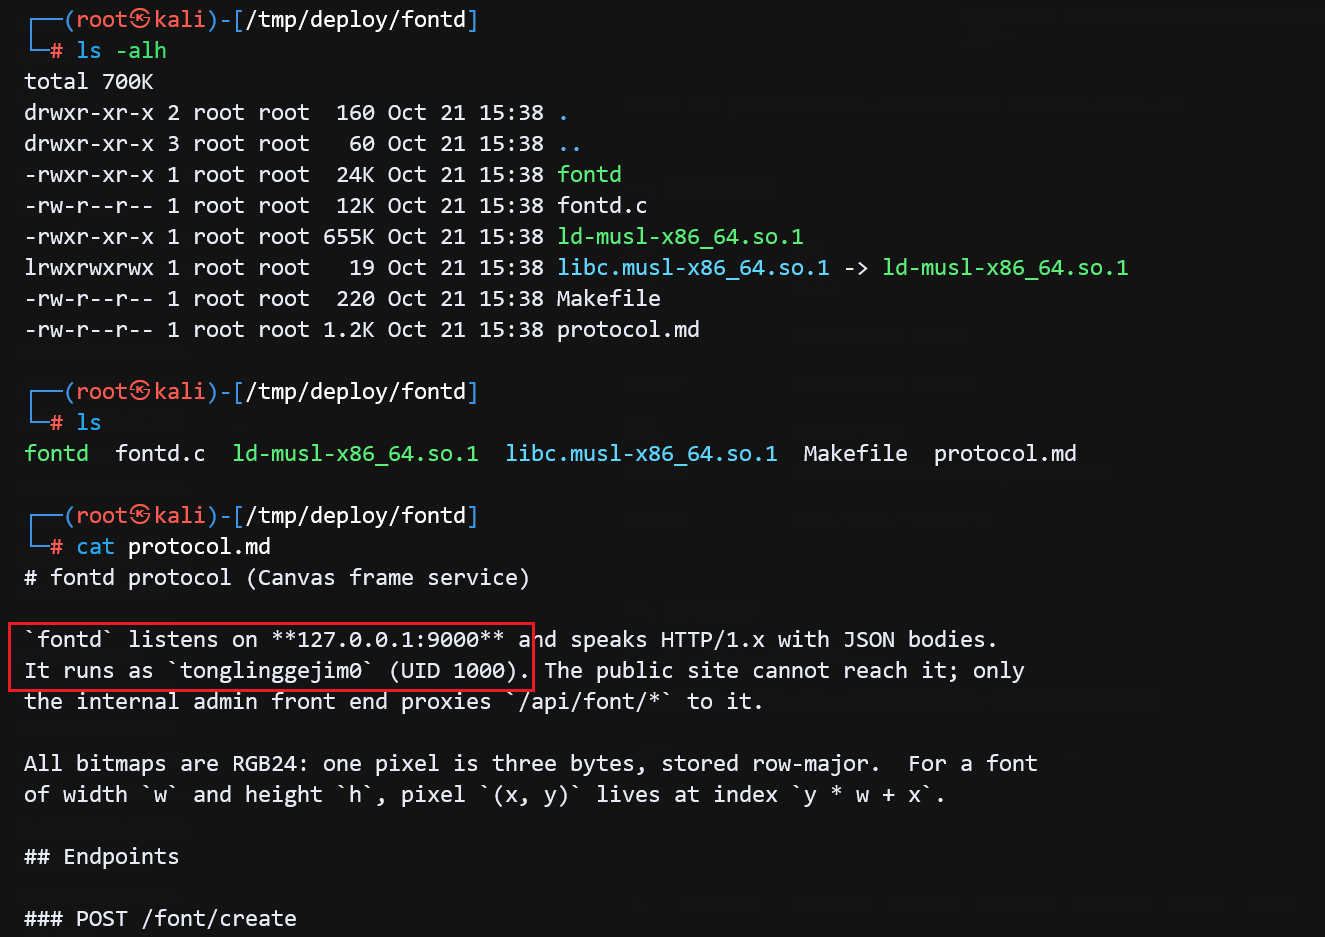 ┌──(root㉿kali)-[/tmp/deploy/fontd]
└─# ls -alh
total 700K
drwxr-xr-x 2 root root  160 Oct 21 15:38 .
drwxr-xr-x 3 root root   60 Oct 21 15:38 ..
-rwxr-xr-x 1 root root  24K Oct 21 15:38 fontd
-rw-r--r-- 1 root root  12K Oct 21 15:38 fontd.c
-rwxr-xr-x 1 root root 655K Oct 21 15:38 ld-musl-x86_64.so.1
lrwxrwxrwx 1 root root   19 Oct 21 15:38 libc.musl-x86_64.so.1 -> ld-musl-x86_64.so.1
-rw-r--r-- 1 root root  220 Oct 21 15:38 Makefile
-rw-r--r-- 1 root root 1.2K Oct 21 15:38 protocol.md
┌──(root㉿kali)-[/tmp/deploy/fontd]
└─# ls
fontd  fontd.c  ld-musl-x86_64.so.1  libc.musl-x86_64.so.1  Makefile  protocol.md
┌──(root㉿kali)-[/tmp/deploy/fontd]
└─# cat protocol.md
# fontd protocol (Canvas frame service)
`fontd` listens on **127.0.0.1:9000** and speaks HTTP/1.x with JSON bodies.
It runs as `tonglinggejim0` (UID 1000). The public site cannot reach it; only
the internal admin front end proxies `/api/font/*` to it.
All bitmaps are RGB24: one pixel is three bytes, stored row-major.  For a font
of width `w` and height `h`, pixel `(x, y)` lives at index `y * w + x`.
## Endpoints
### POST /font/create